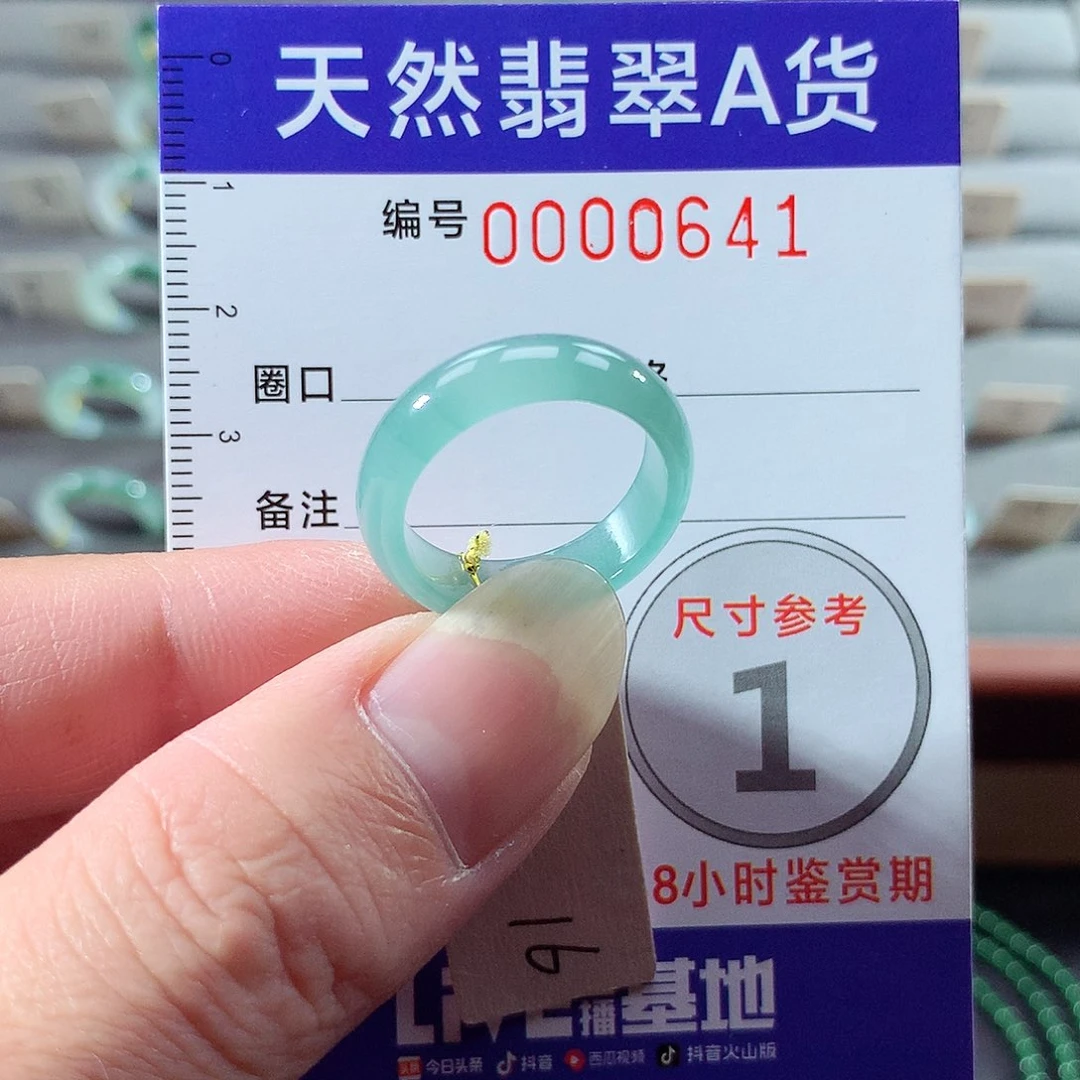 天然翡翠A货
0
1
编号 0000641
2
圈口
3
备注
尺寸参考
1
8小时鉴赏期
16
播基地
今日头条 抖音 西瓜视频 抖音火山版